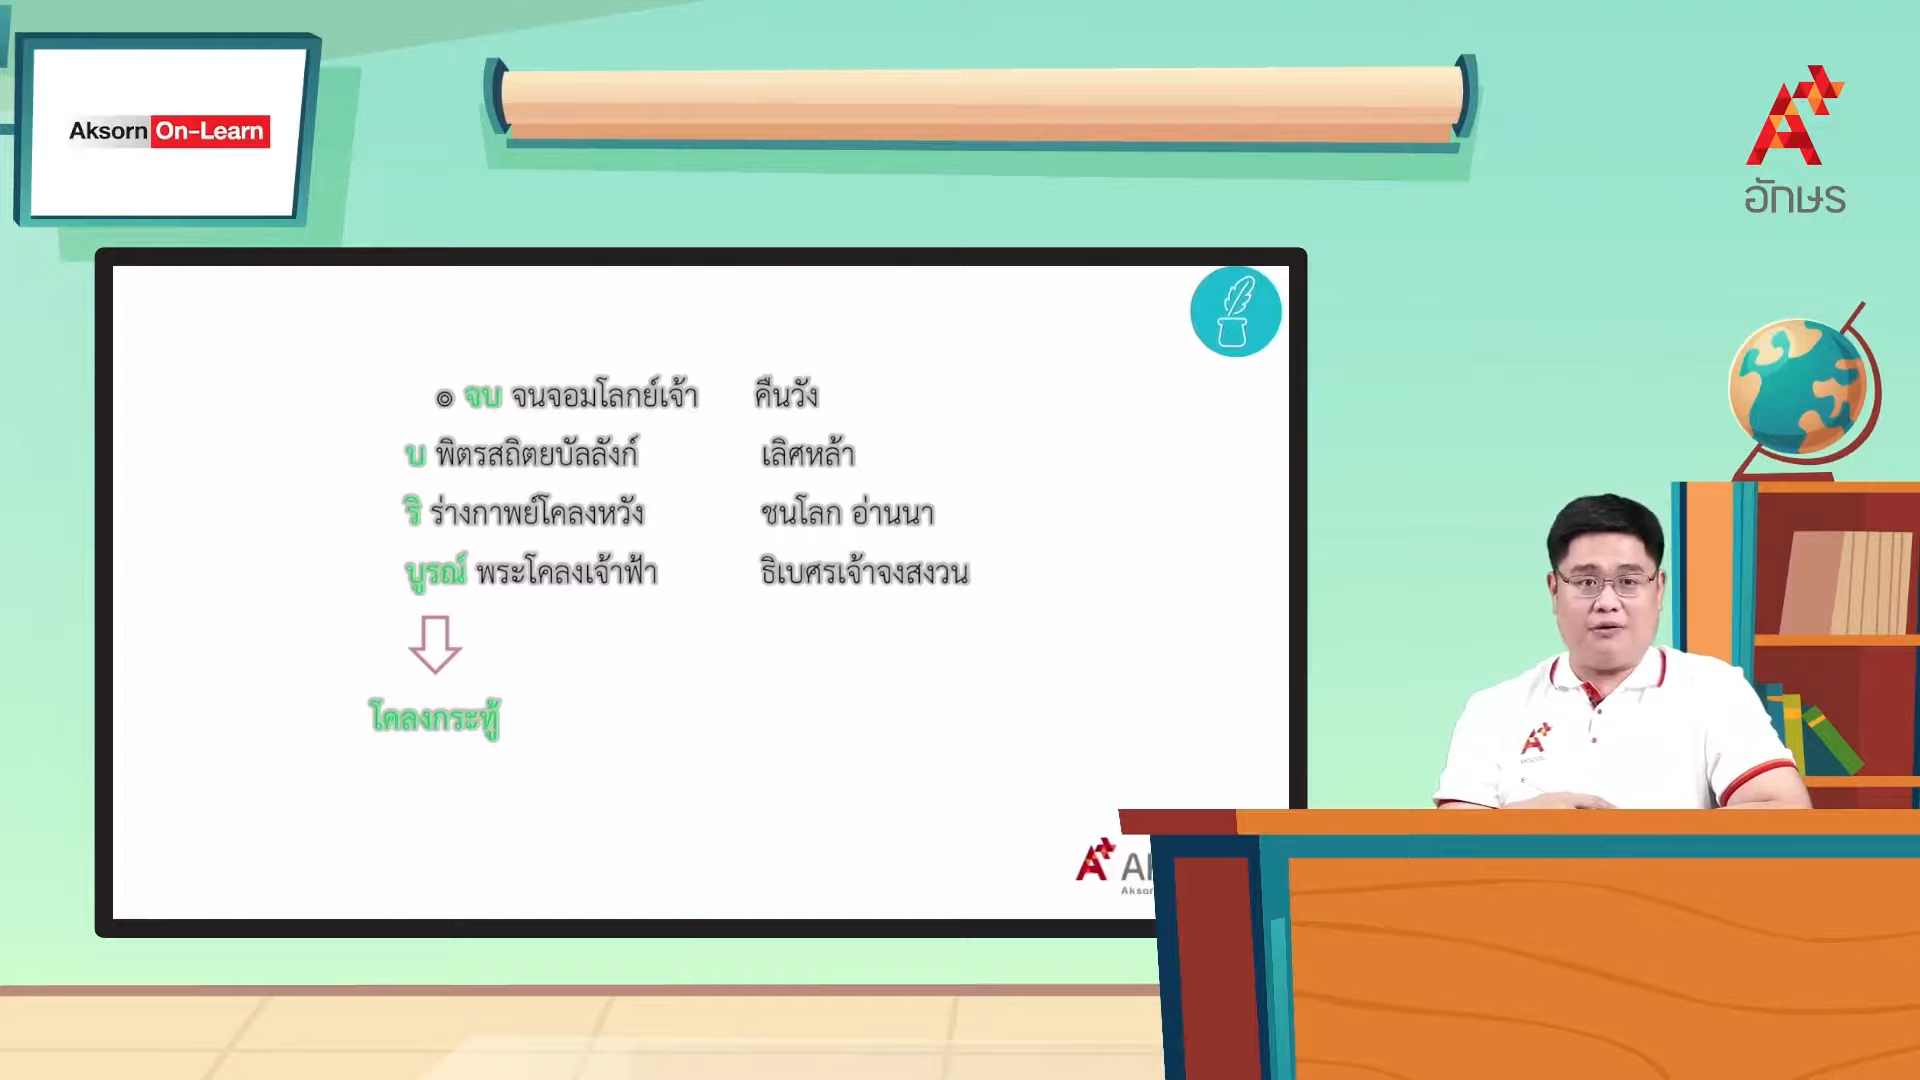 Aksorn On-Learn
อักษร
๏ จบ จนจอมโลกย์เจ้า คืนวัง
บ พิตรสถิตยบัลลังก์ เลิศหล้า
ริ ร่างกาพย์โคลงหวัง ชนโลก อ่านนา
บูรณ์ พระโคลงเจ้าฟ้า ธิเบศรเจ้าจงสงวน
โคลงกระทู้